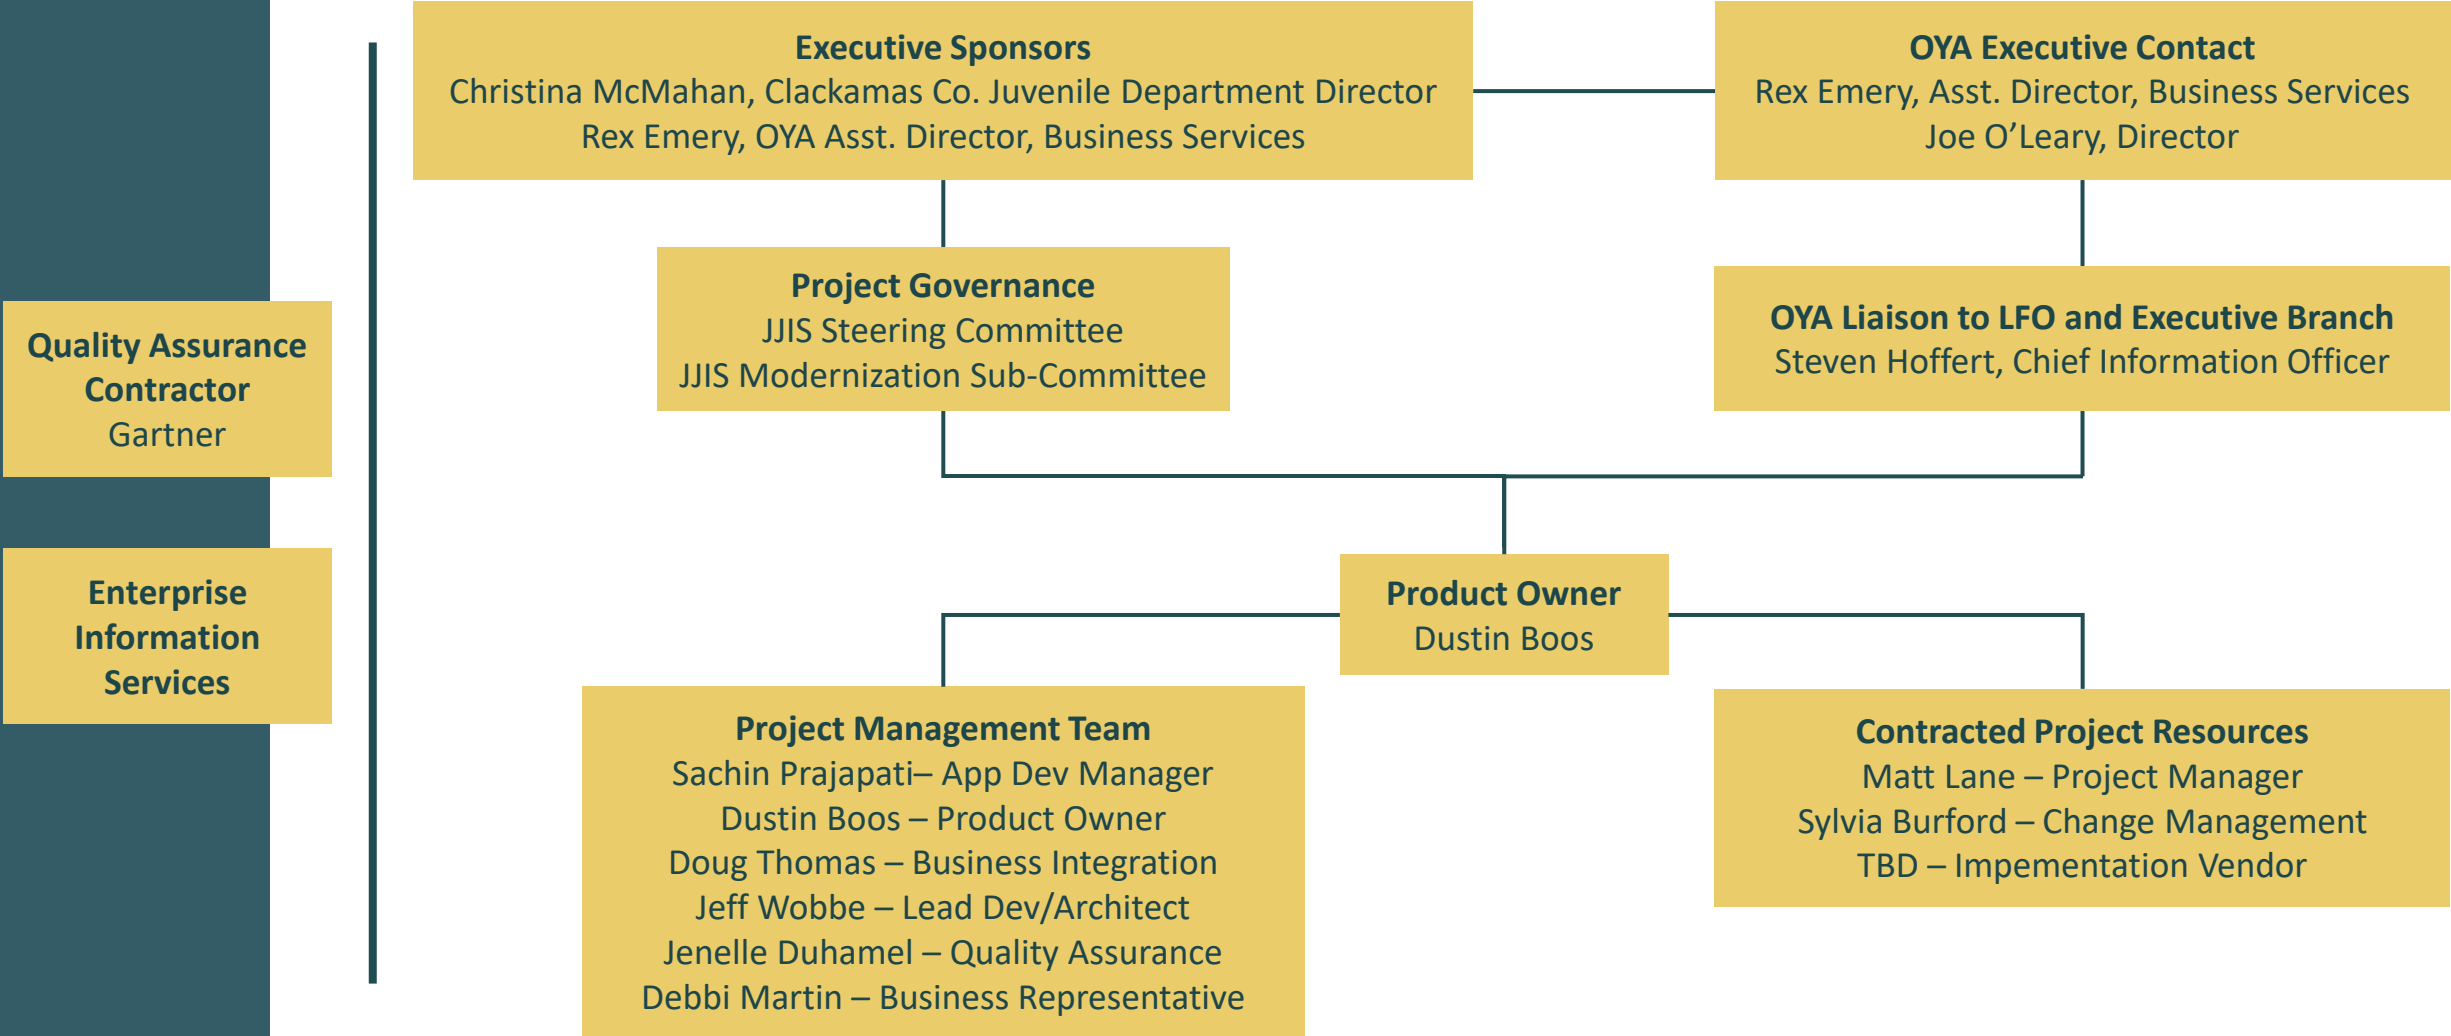 Executive Sponsors
Christina McMahan, Clackamas Co. Juvenile Department Director
Rex Emery, OYA Asst. Director, Business Services
OYA Executive Contact
Rex Emery, Asst. Director, Business Services
Joe O’Leary, Director
Project Governance
JJIS Steering Committee
JJIS Modernization Sub-Committee
OYA Liaison to LFO and Executive Branch
Steven Hoffert, Chief Information Officer
Quality Assurance
Contractor
Gartner
Enterprise
Information
Services
Product Owner
Dustin Boos
Project Management Team
Sachin Prajapati– App Dev Manager
Dustin Boos – Product Owner
Doug Thomas – Business Integration
Jeff Wobbe – Lead Dev/Architect
Jenelle Duhamel – Quality Assurance
Debbi Martin – Business Representative
Contracted Project Resources
Matt Lane – Project Manager
Sylvia Burford – Change Management
TBD – Impementation Vendor